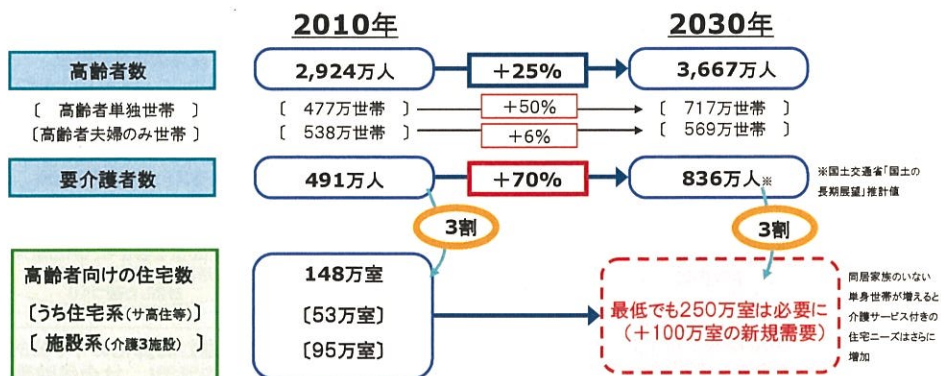 2010年 2030年
高齢者数 2,924万人 +25% 3,667万人
〔 高齢者単独世帯 〕 〔 477万世帯 〕 +50% 〔 717万世帯 〕
〔高齢者夫婦のみ世帯 〕 〔 538万世帯 〕 +6% 〔 569万世帯 〕
要介護者数 491万人 +70% 836万人※
※国土交通省「国土の
長期展望」推計値
3割 3割
高齢者向けの住宅数 148万室
〔うち住宅系(サ高住等)〕 〔53万室〕
〔 施設系(介護3施設) 〕 〔95万室〕
最低でも250万室は必要に
(+100万室の新規需要)
同居家族のいない
単身世帯が増えると
介護サービス付きの
住宅ニーズはさらに
増加